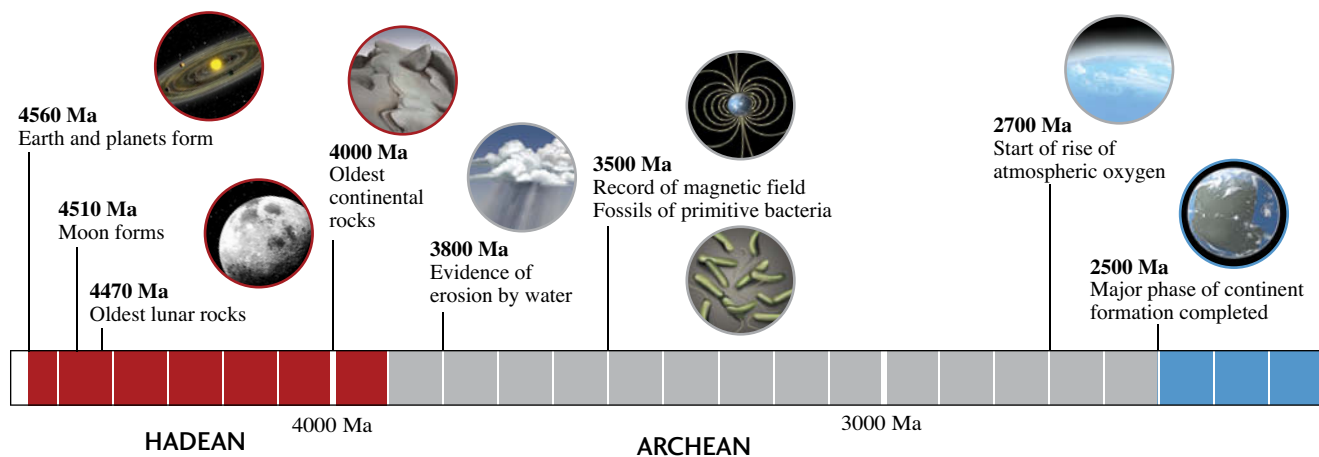 4560 Ma
Earth and planets form
4510 Ma
Moon forms
4470 Ma
Oldest lunar rocks
4000 Ma
Oldest
continental
rocks
3800 Ma
Evidence of
erosion by water
3500 Ma
Record of magnetic field
Fossils of primitive bacteria
2700 Ma
Start of rise of
atmospheric oxygen
2500 Ma
Major phase of continent
formation completed
4000 Ma
3000 Ma
HADEAN
ARCHEAN